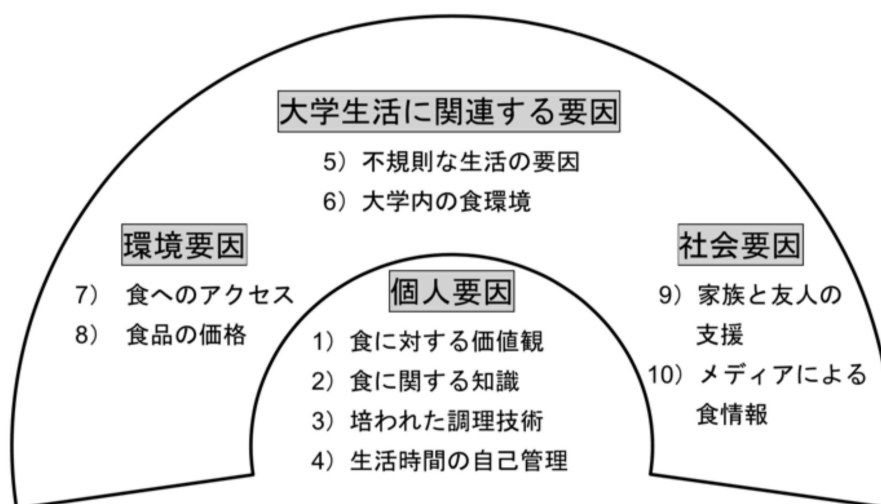 大学生活に関連する要因
5）不規則な生活の要因
6）大学内の食環境
環境要因
7） 食へのアクセス
8） 食品の価格
個人要因
1）食に対する価値観
2）食に関する知識
3）培われた調理技術
4）生活時間の自己管理
社会要因
9）家族と友人の
支援
10）メディアによる
食情報